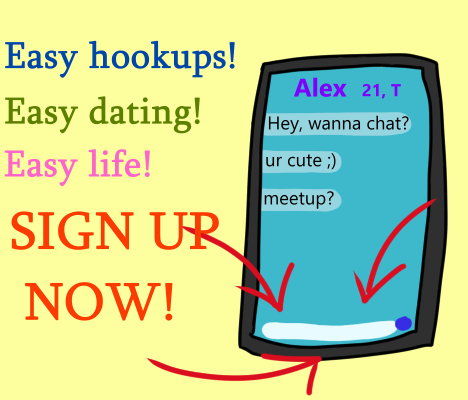 Easy hookups!
Easy dating!
Easy life!
SIGN UP
NOW!
Alex 21, T
Hey, wanna chat?
ur cute ;)
meetup?